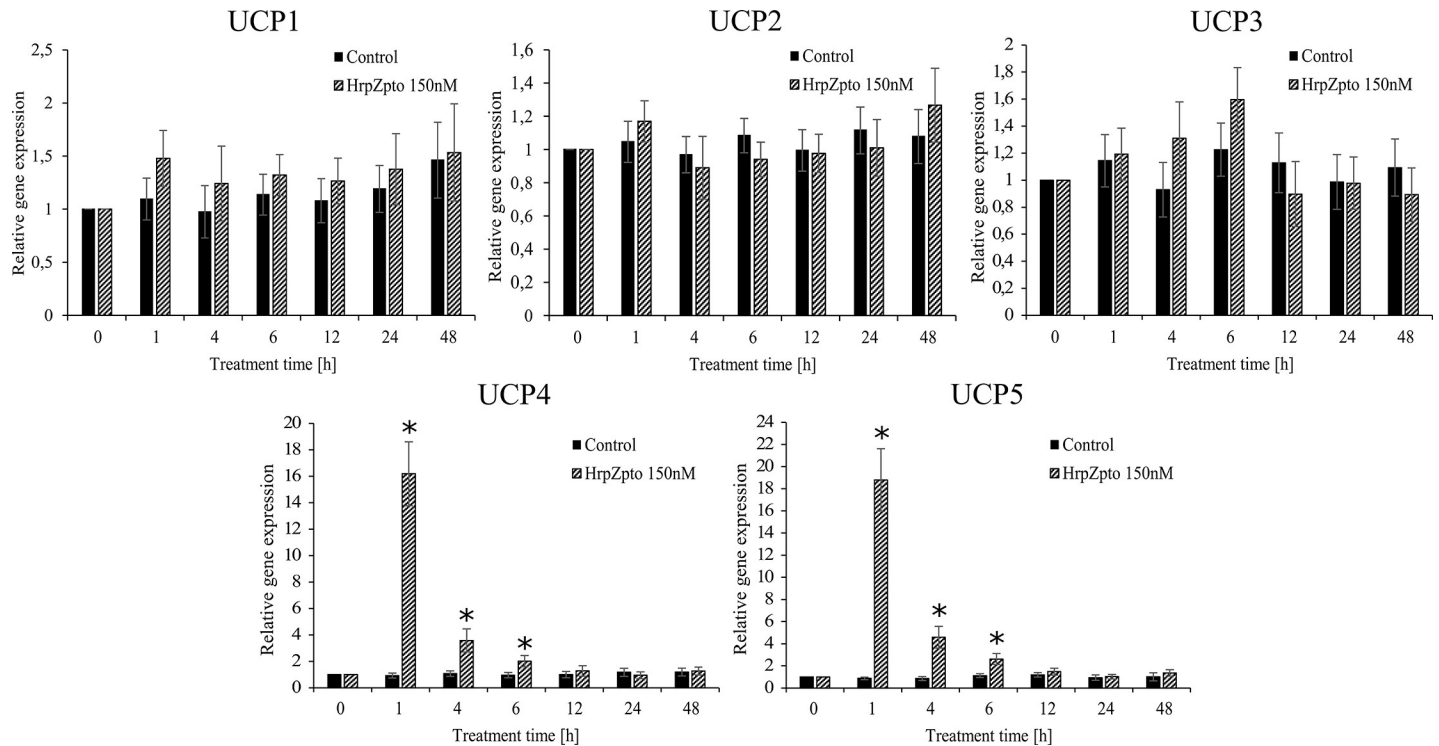 UCP1
2,5
2
1,5
1
0,5
0
Relative gene expression
Control
HrpZpto 150nM
0 1 4 6 12 24 48
Treatment time [h]
UCP2
1,6
1,4
1,2
1
0,8
0,6
0,4
0,2
0
Relative gene expression
Control
HrpZpto 150nM
0 1 4 6 12 24 48
Treatment time [h]
UCP3
2
1,8
1,6
1,4
1,2
1
0,8
0,6
0,4
0,2
0
Relative gene expression
Control
HrpZpto 150nM
0 1 4 6 12 24 48
Treatment time [h]
UCP4
20
18
16
14
12
10
8
6
4
2
0
Relative gene expression
* * *
Control
HrpZpto 150nM
0 1 4 6 12 24 48
Treatment time [h]
UCP5
24
22
20
18
16
14
12
10
8
6
4
2
0
Relative gene expression
* * *
Control
HrpZpto 150nM
0 1 4 6 12 24 48
Treatment time [h]